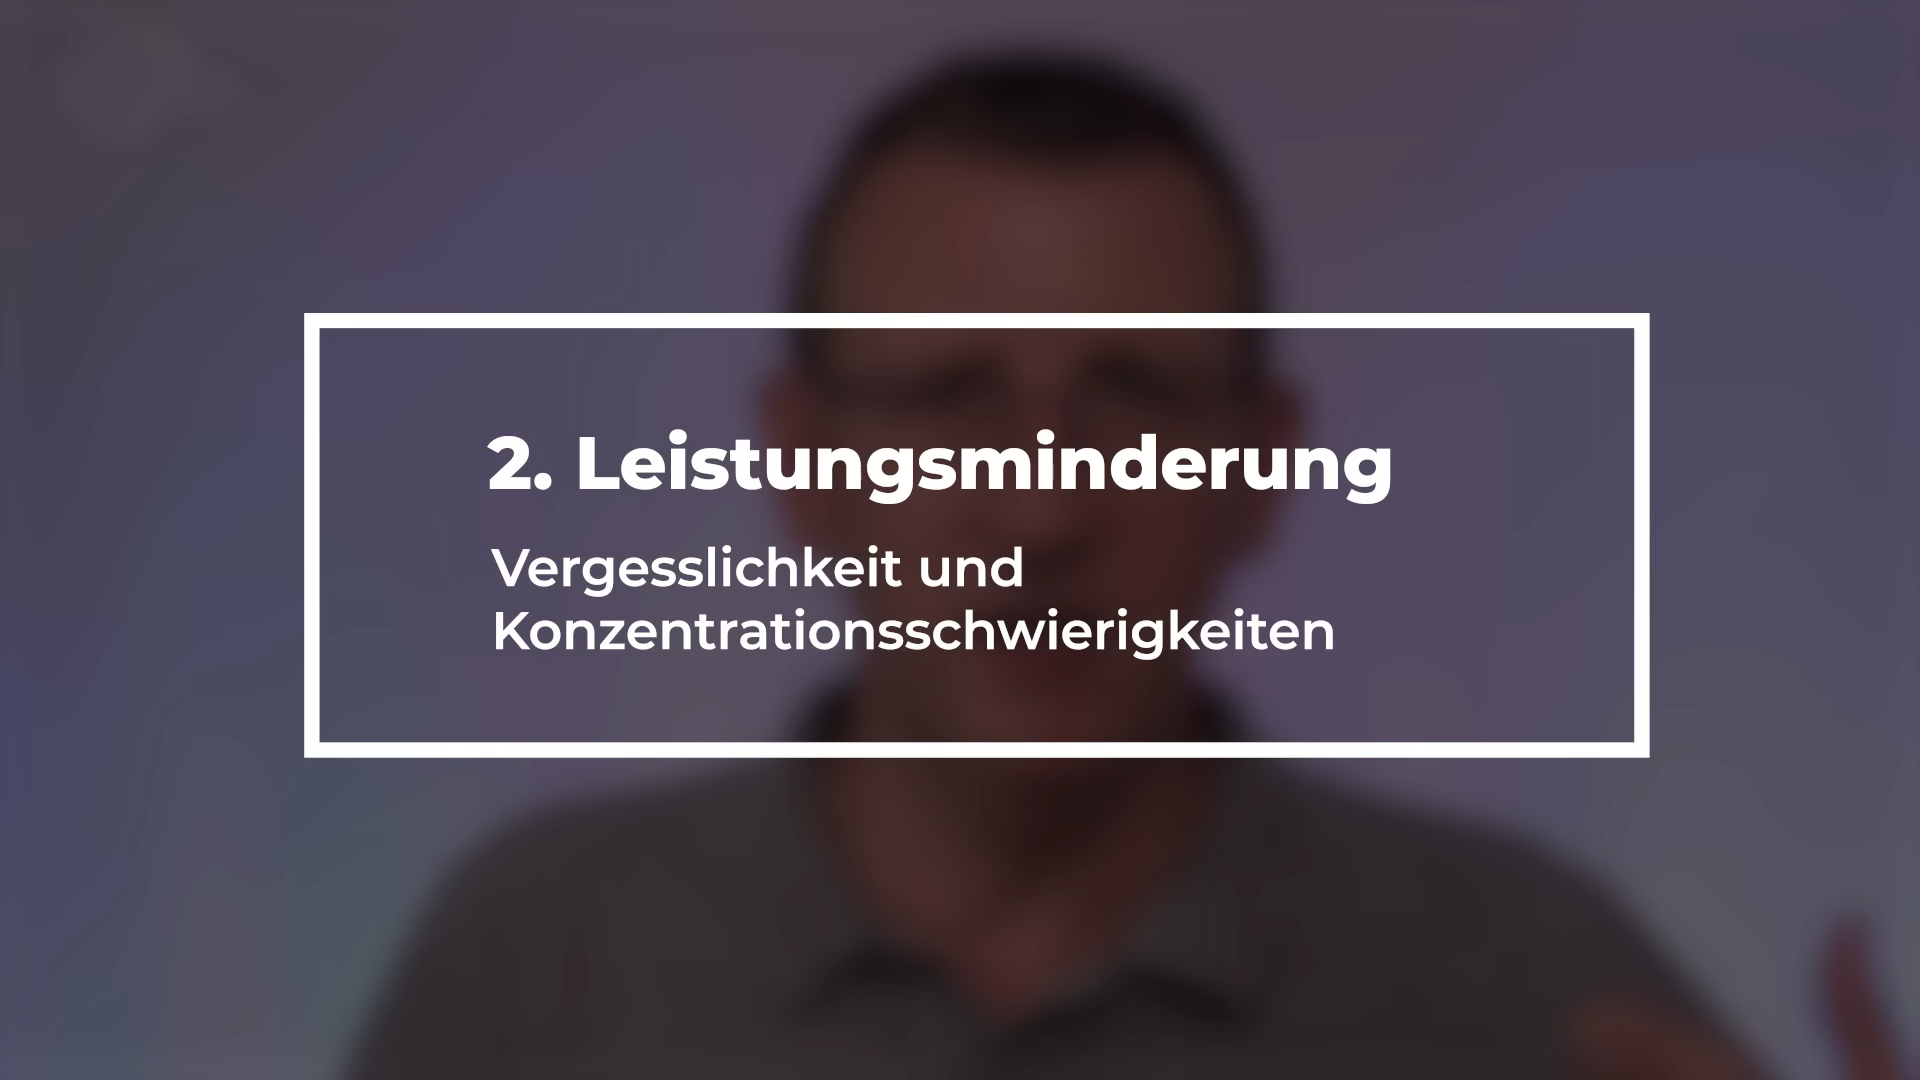 2. Leistungsminderung
Vergesslichkeit und
Konzentrationsschwierigkeiten